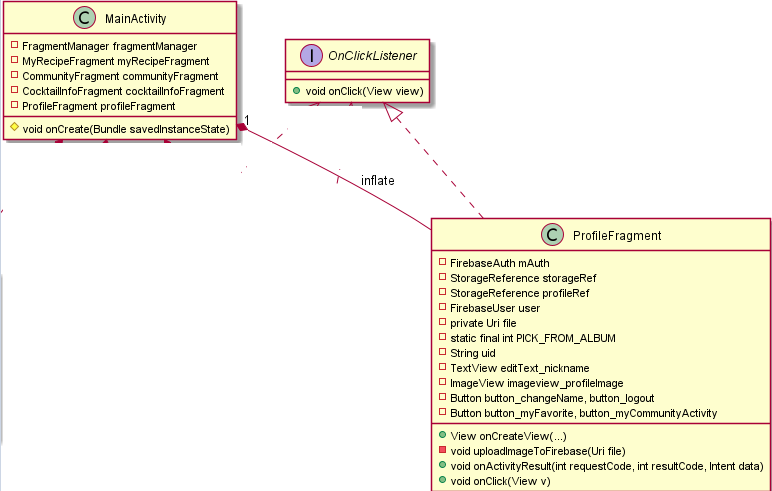 C MainActivity
FragmentManager fragmentManager
MyRecipeFragment myRecipeFragment
CommunityFragment communityFragment
CocktailInfoFragment cocktailInfoFragment
ProfileFragment profileFragment
void onCreate(Bundle savedInstanceState)
I OnClickListener
void onClick(View view)
1
inflate
C ProfileFragment
FirebaseAuth mAuth
StorageReference storageRef
StorageReference profileRef
FirebaseUser user
private Uri file
static final int PICK_FROM_ALBUM
String uid
TextView editText_nickname
ImageView imageview_profileImage
Button button_changeName, button_logout
Button button_myFavorite, button_myCommunityActivity
View onCreateView(...)
void uploadImageToFirebase(Uri file)
void onActivityResult(int requestCode, int resultCode, Intent data)
void onClick(View v)